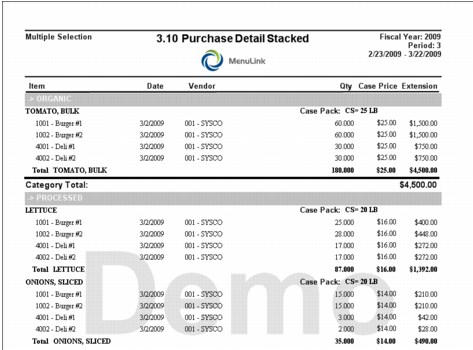 Multiple Selection 3.10 Purchase Detail Stacked Fiscal Year: 2009
Period: 3
MenuLink 2/23/2009 - 3/22/2009
Item Date Vendor Qty Case Price Extension
> ORGANIC
TOMATO, BULK Case Pack: CS= 25 LB
1001 - Burger #1 3/2/2009 001 - SYSCO 60.000 $25.00 $1,500.00
1002 - Burger #2 3/2/2009 001 - SYSCO 60.000 $25.00 $1,500.00
4001 - Deli #1 3/2/2009 001 - SYSCO 30.000 $25.00 $750.00
4002 - Deli #2 3/2/2009 001 - SYSCO 30.000 $25.00 $750.00
Total TOMATO, BULK 180.000 $25.00 $4,500.00
Category Total: $4,500.00
> PROCESSED
LETTUCE Case Pack: CS= 20 LB
1001 - Burger #1 3/2/2009 001 - SYSCO 25.000 $16.00 $400.00
1002 - Burger #2 3/2/2009 001 - SYSCO 28.000 $16.00 $448.00
4001 - Deli #1 3/2/2009 001 - SYSCO 17.000 $16.00 $272.00
4002 - Deli #2 3/2/2009 001 - SYSCO 17.000 $16.00 $272.00
Total LETTUCE 87.000 $16.00 $1,392.00
ONIONS, SLICED Case Pack: CS= 20 LB
1001 - Burger #1 3/2/2009 001 - SYSCO 15.000 $14.00 $210.00
1002 - Burger #2 3/2/2009 001 - SYSCO 15.000 $14.00 $210.00
4001 - Deli #1 3/2/2009 001 - SYSCO 3.000 $14.00 $42.00
4002 - Deli #2 3/2/2009 001 - SYSCO 2.000 $14.00 $28.00
Total ONIONS, SLICED 35.000 $14.00 $490.00
Demo